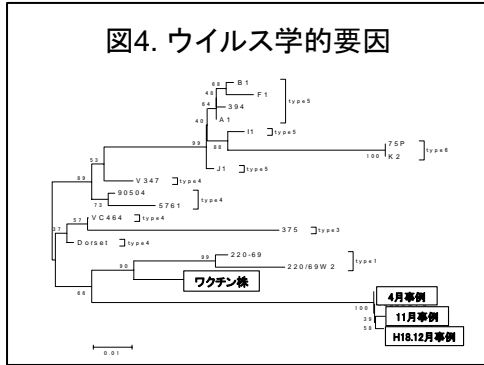 図4. ウイルス学的要因
B1
68
F1
48
394
type5
64
A1
40
I1
type5
88
75P
99
type6
100
K2
J1
type5
53
V347
type4
89
90504
type4
73
5761
VC464
type4
57
37
375
type3
Dorset
type4
220-69
99
type1
90
220/69W2
ワクチン株
66
4月事例
100
11月事例
39
58
H18.12月事例
0.01